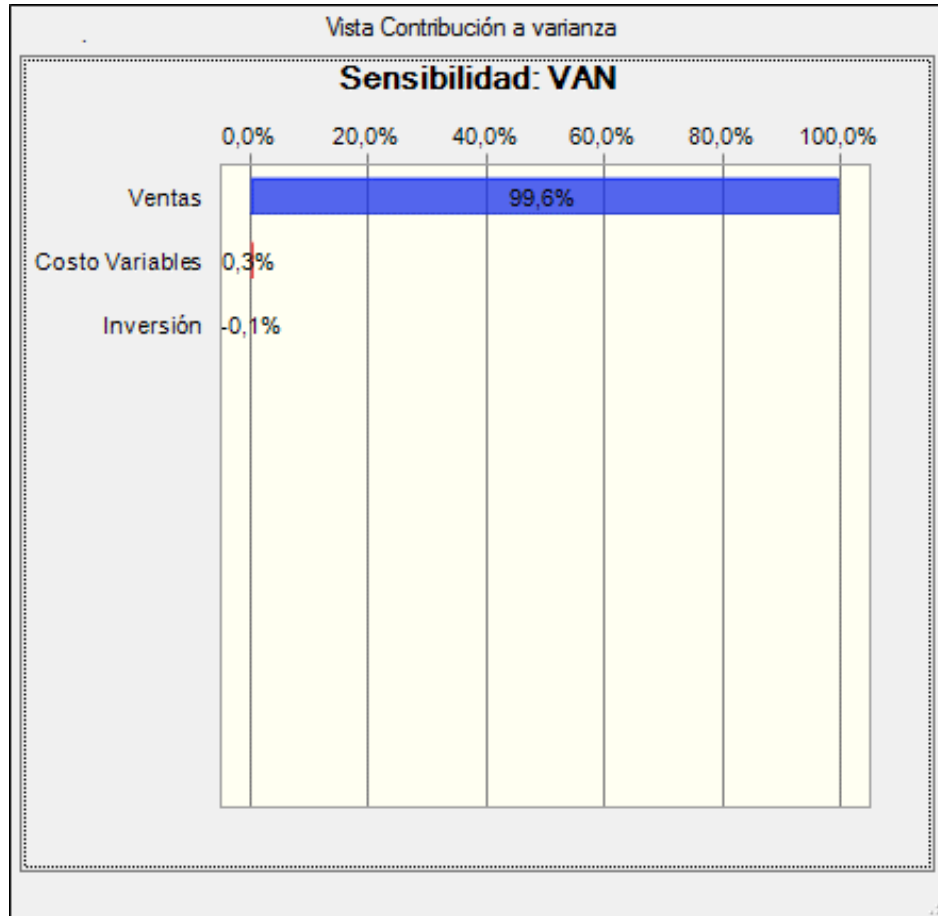 Vista Contribución a varianza
Sensibilidad: VAN
0,0% 20,0% 40,0% 60,0% 80,0% 100,0%
Ventas 99,6%
Costo Variables 0,3%
Inversión -0,1%